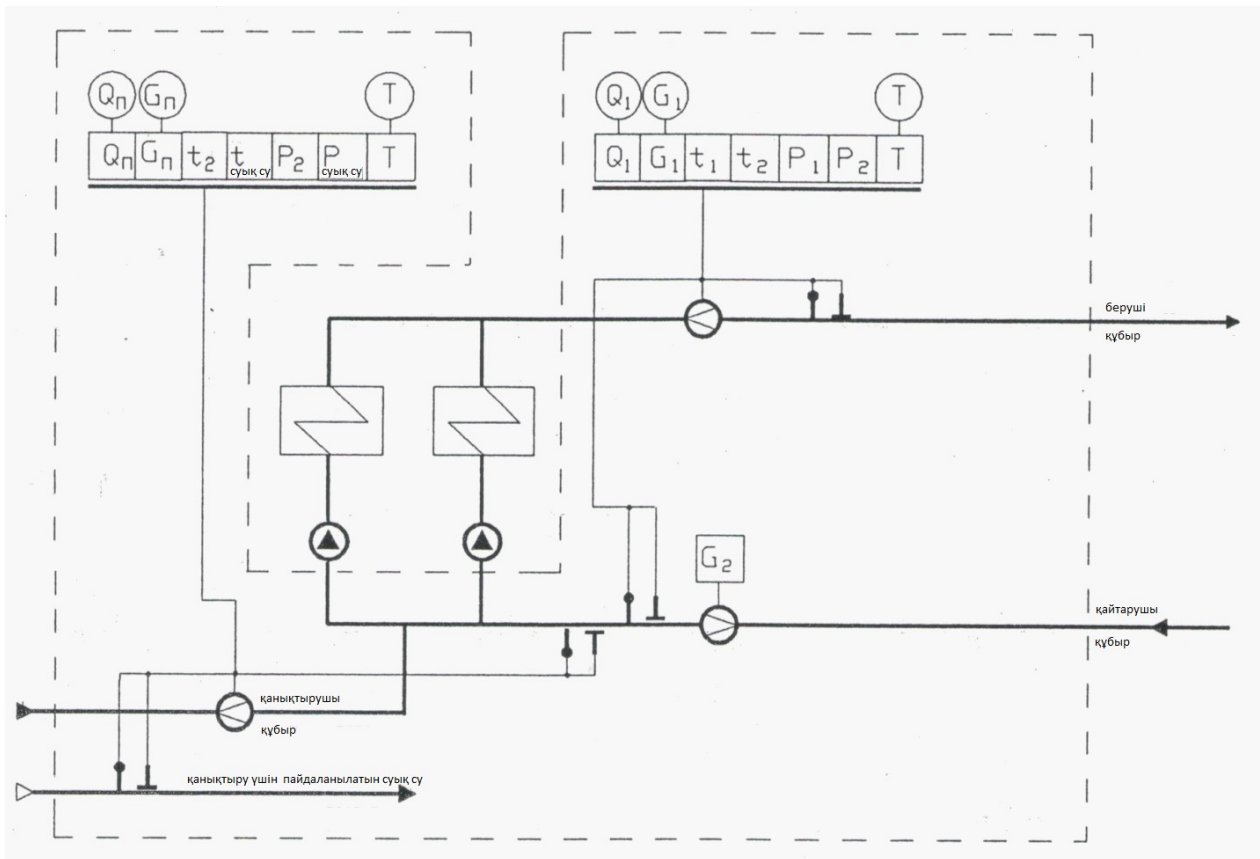 Qп Gп T
Qп Gп t2 t суық су P2 P суық су T
Q1 G1 T
Q1 G1 t1 t2 P1 P2 T
беруші
құбыр
G2
қайтарушы
құбыр
қанықтырушы
құбыр
қанықтыру үшін пайдаланылатын суық су